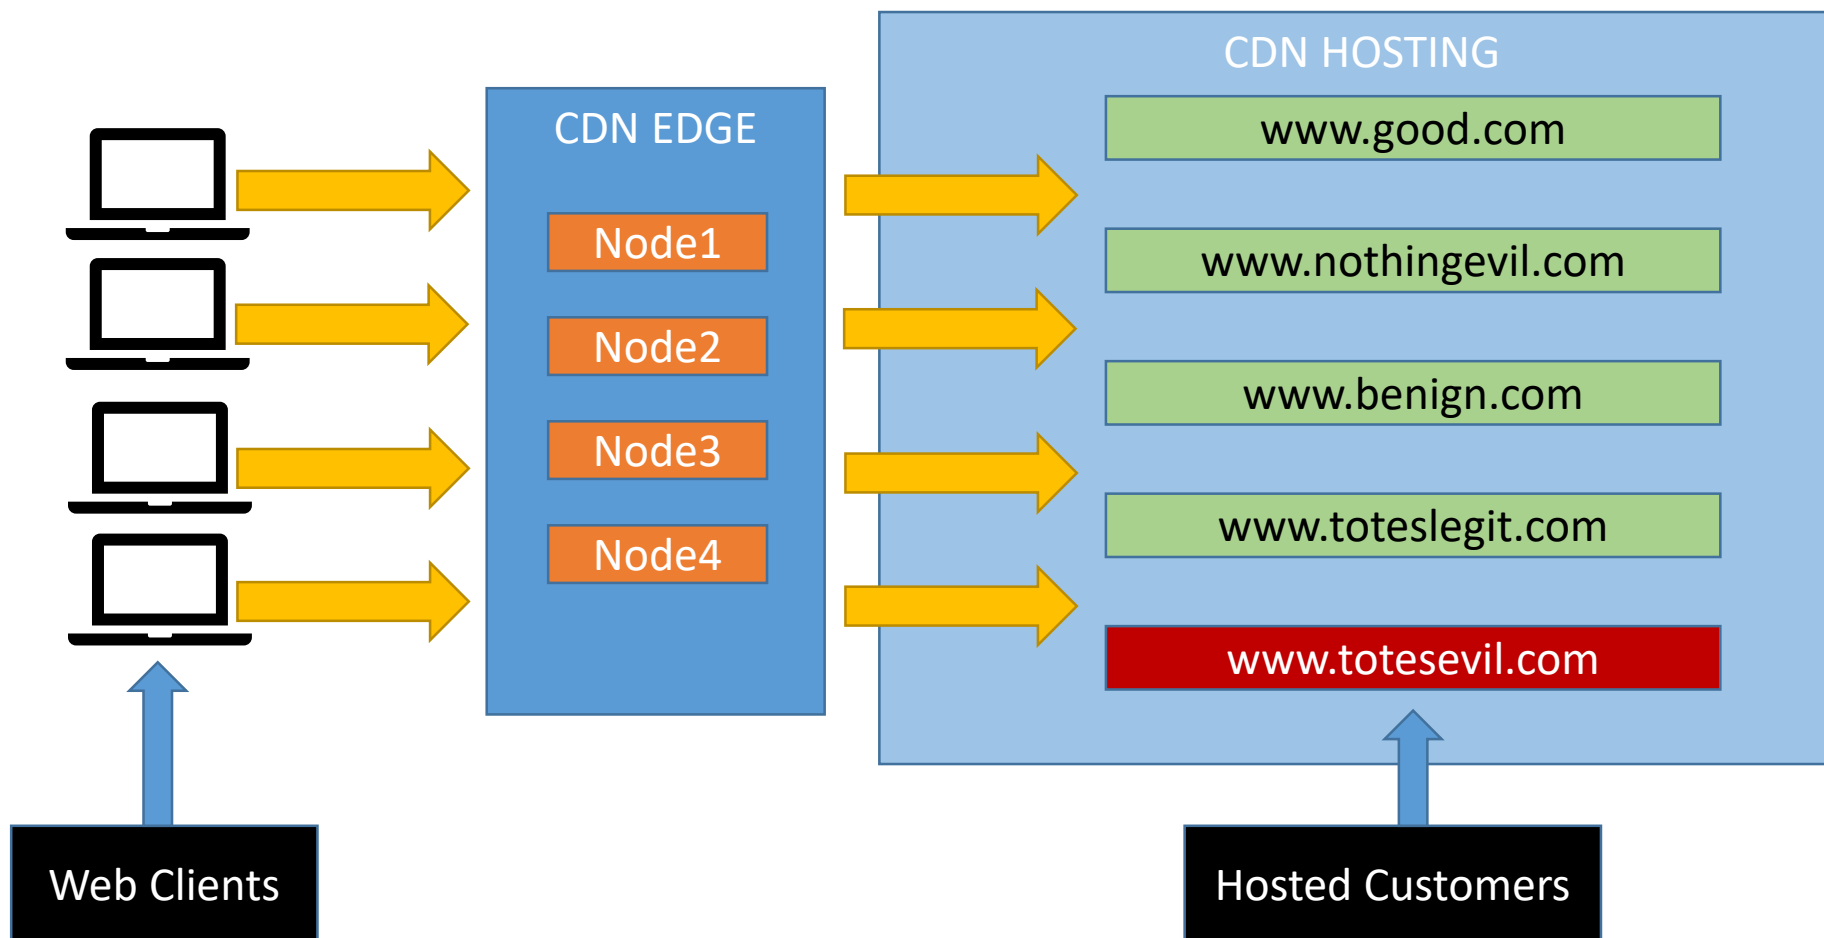 CDN HOSTING
CDN EDGE
www.good.com
Node1
www.nothingevil.com
Node2
www.benign.com
Node3
www.toteslegit.com
Node4
www.totesevil.com
Web Clients
Hosted Customers